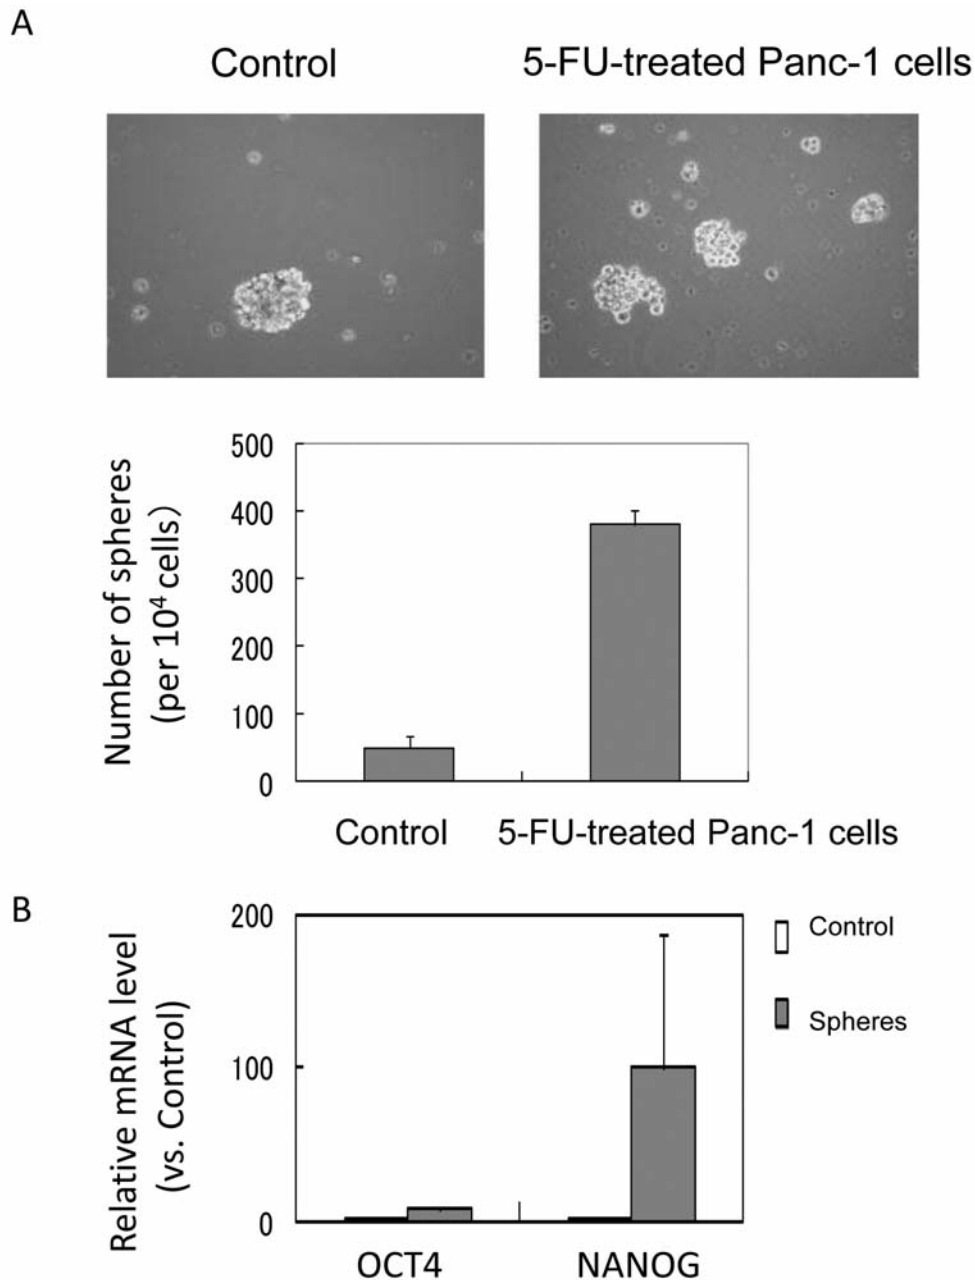 A
Control
5-FU-treated Panc-1 cells
Number of spheres
(per 10⁴ cells)
500
400
300
200
100
0
Control
5-FU-treated Panc-1 cells
B
Relative mRNA level
(vs. Control)
200
100
0
Control
Spheres
OCT4
NANOG